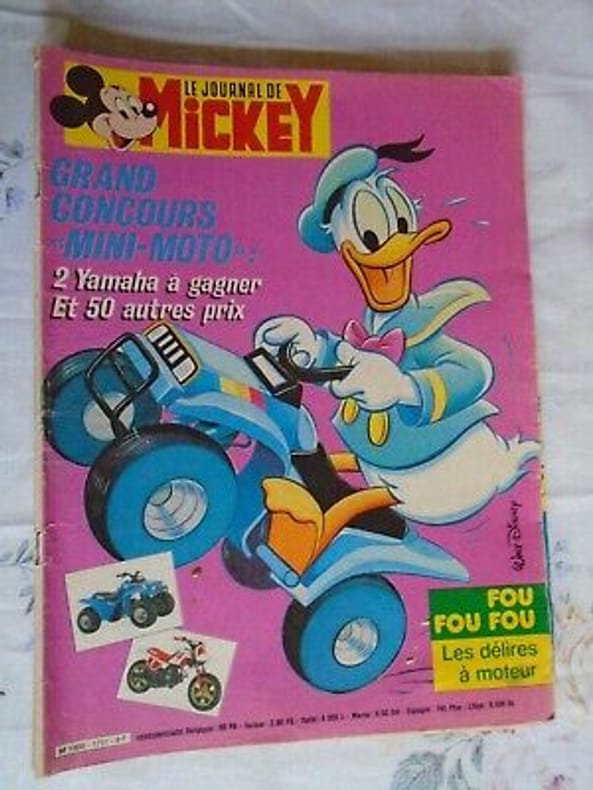 LE JOURNAL DE
MICKEY
GRAND
CONCOURS
«MINI-MOTO» :
2 Yamaha à gagner
Et 50 autres prix
Walt Disney
FOU
FOU FOU
Les délires
à moteur